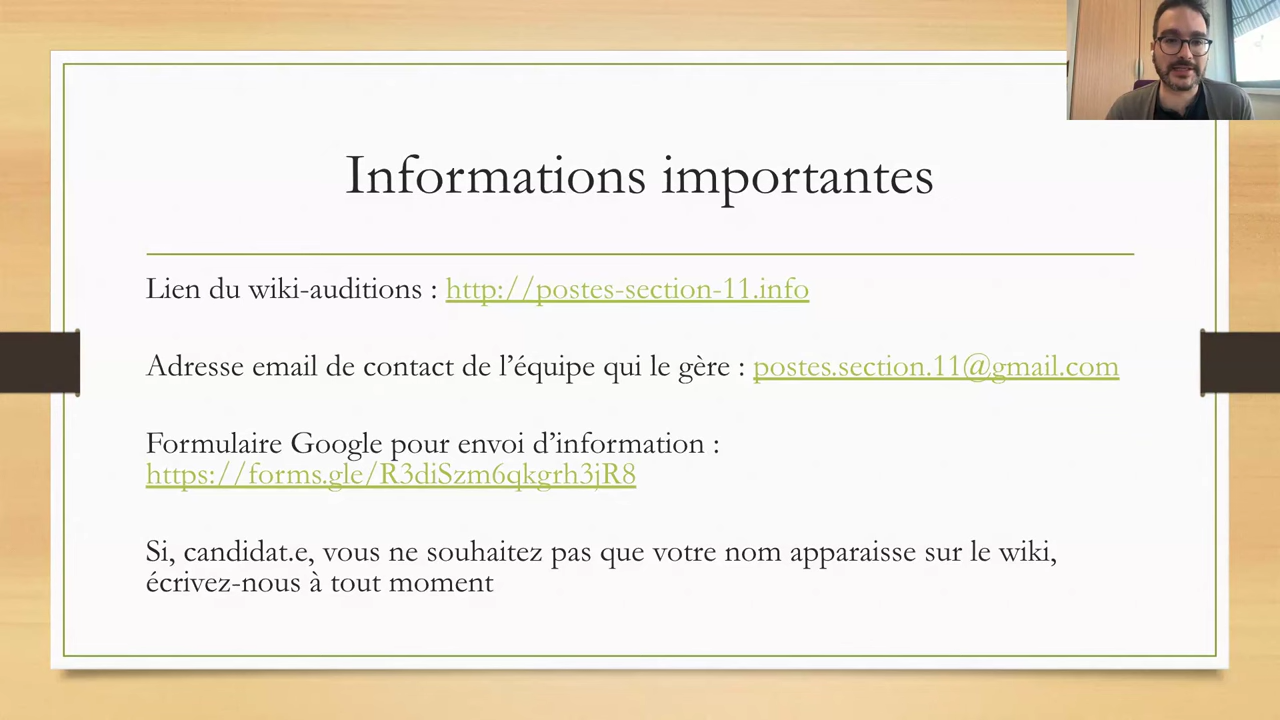 Informations importantes
Lien du wiki-auditions : http://postes-section-11.info
Adresse email de contact de l’équipe qui le gère : postes.section.11@gmail.com
Formulaire Google pour envoi d’information :
https://forms.gle/R3diSzm6qkgrh3jR8
Si, candidat.e, vous ne souhaitez pas que votre nom apparaisse sur le wiki,
écrivez-nous à tout moment